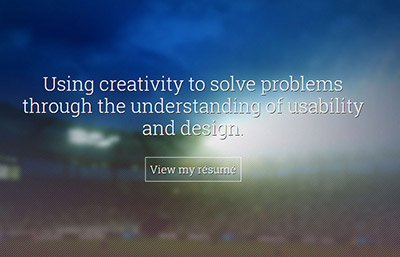 Using creativity to solve problems
through the understanding of usability
and design.
View my résumé